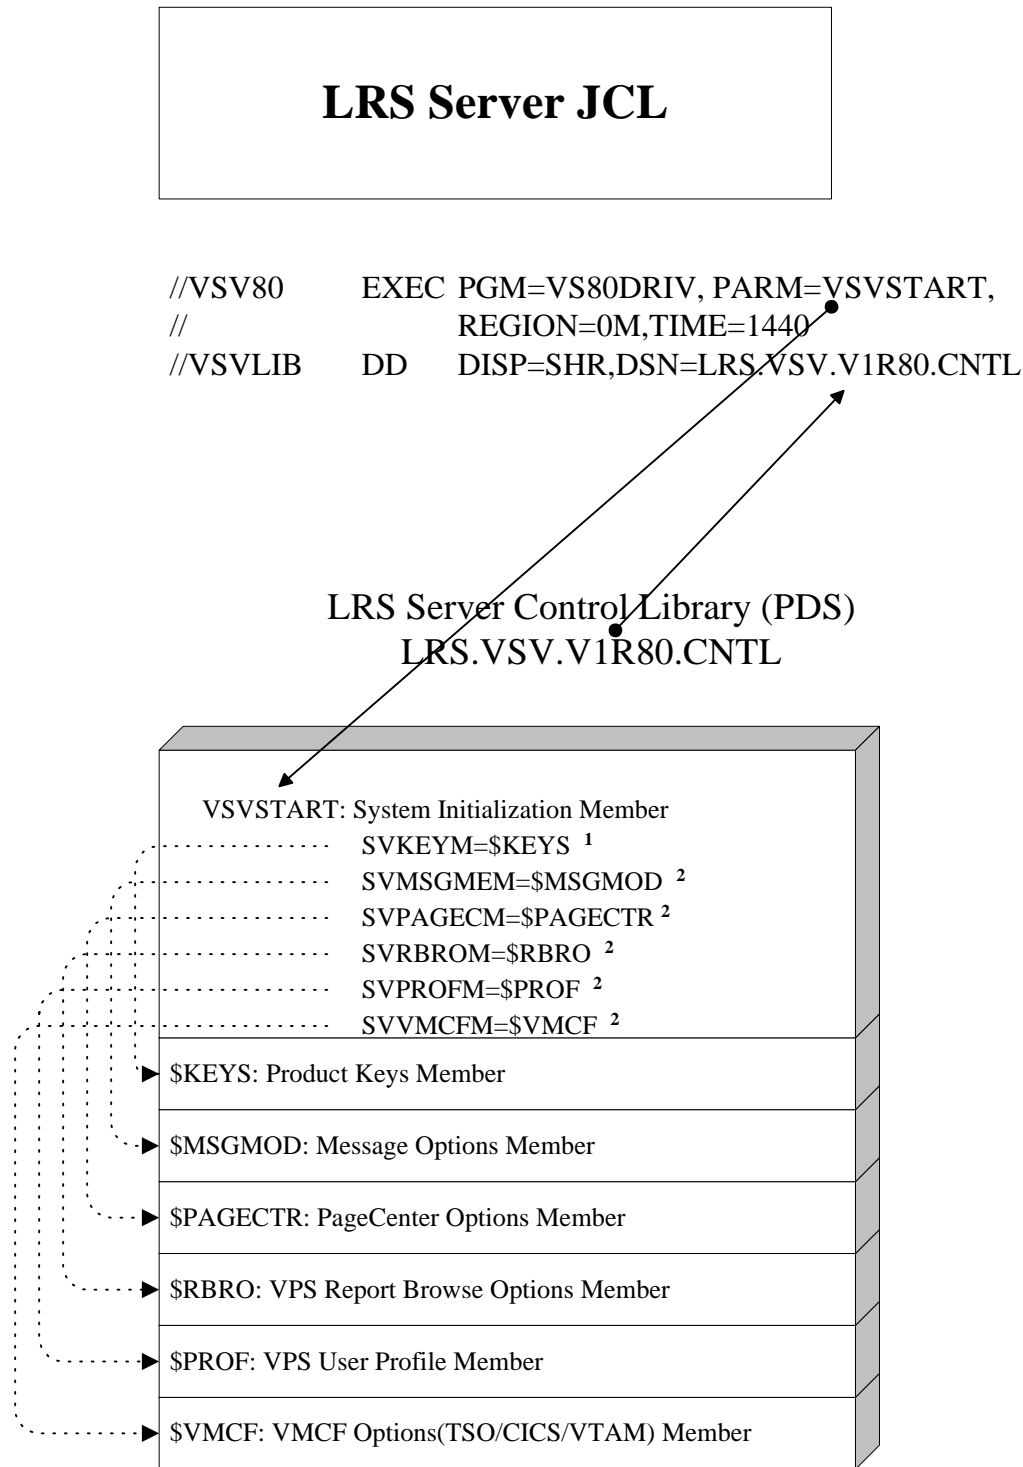 LRS Server JCL
//VSV80 EXEC PGM=VS80DRIV, PARM=VSVSTART,
// REGION=0M,TIME=1440
//VSVLIB DD DISP=SHR,DSN=LRS.VSV.V1R80.CNTL
LRS Server Control Library (PDS)
LRS.VSV.V1R80.CNTL
VSVSTART: System Initialization Member
SVKEYM=$KEYS 1
SVMSGMEM=$MSGMOD 2
SVPAGECM=$PAGECTR 2
SVRBROM=$RBRO 2
SVPROFM=$PROF 2
SVVMCFM=$VMCF 2
$KEYS: Product Keys Member
$MSGMOD: Message Options Member
$PAGECTR: PageCenter Options Member
$RBRO: VPS Report Browse Options Member
$PROF: VPS User Profile Member
$VMCF: VMCF Options(TSO/CICS/VTAM) Member